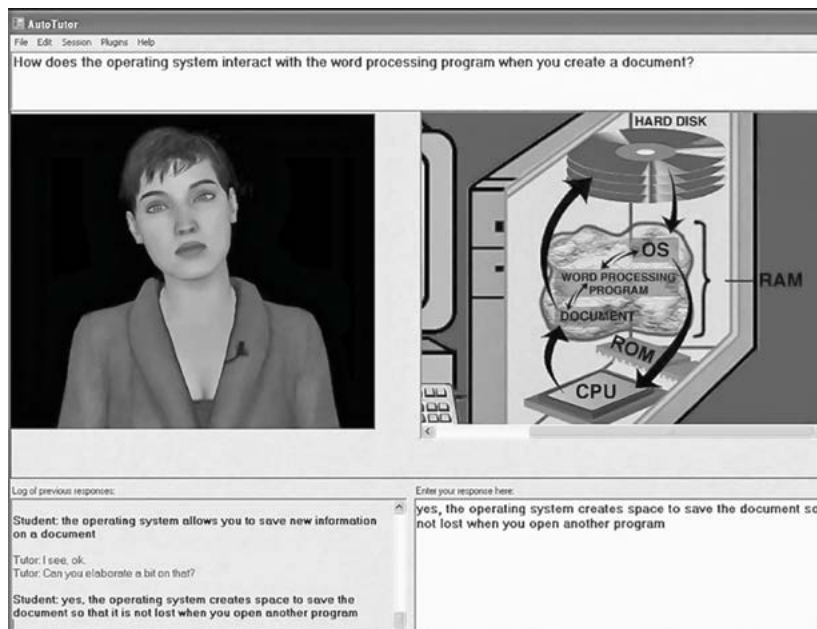 AutoTutor
File Edit Session Plugins Help
How does the operating system interact with the word processing program when you create a document?
HARD DISK
OS
WORD PROCESSING
PROGRAM
DOCUMENT
RAM
ROM
CPU
Log of previous responses:
Student: the operating system allows you to save new information
on a document
Tutor: I see, ok.
Tutor: Can you elaborate a bit on that?
Student: yes, the operating system creates space to save the
document so that it is not lost when you open another program
Enter your response here:
yes, the operating system creates space to save the document so
not lost when you open another program